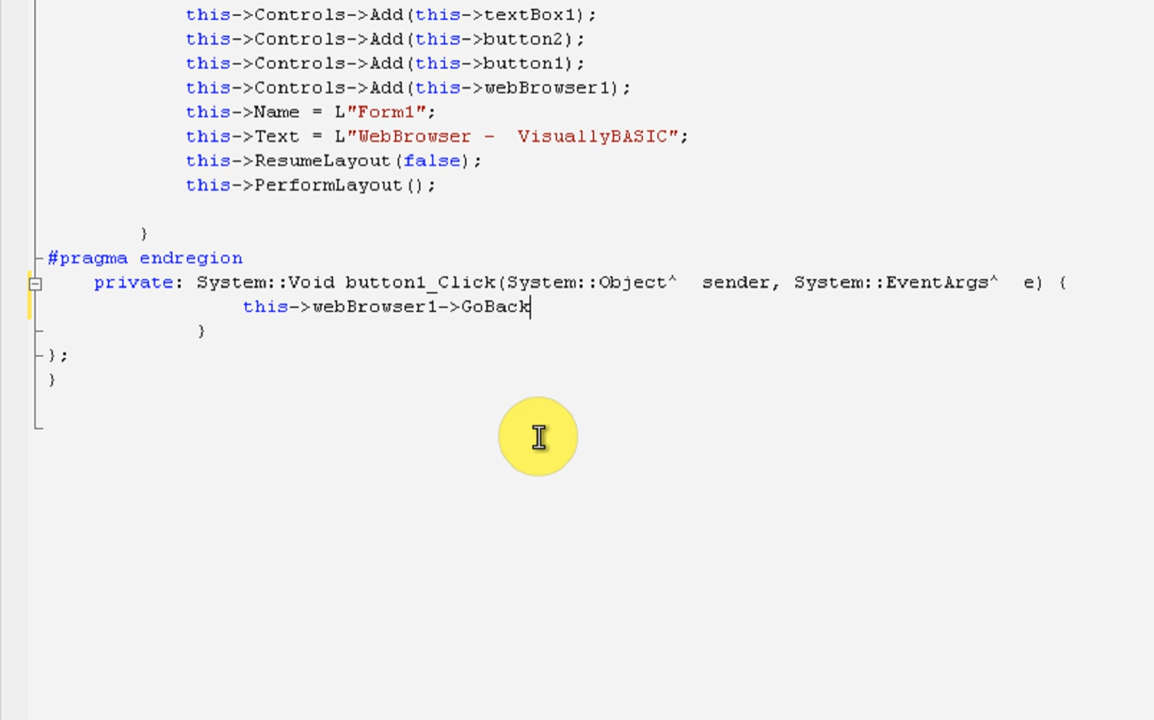 this->Controls->Add(this->textBox1);
this->Controls->Add(this->button2);
this->Controls->Add(this->button1);
this->Controls->Add(this->webBrowser1);
this->Name = L"Form1";
this->Text = L"WebBrowser -  VisuallyBASIC";
this->ResumeLayout(false);
this->PerformLayout();
}
#pragma endregion
private: System::Void button1_Click(System::Object^  sender, System::EventArgs^  e) {
this->webBrowser1->GoBack
}
};
}